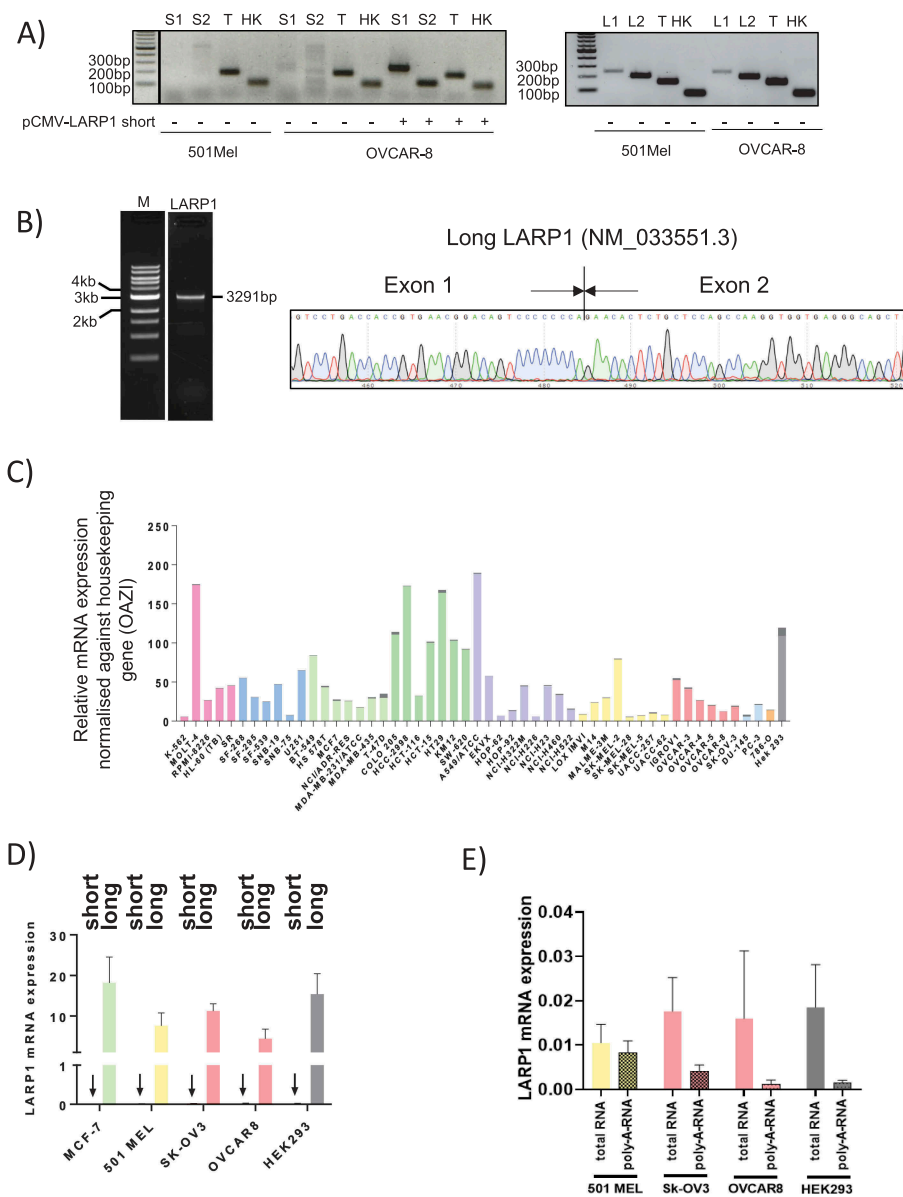 A)
S1 S2 T HK S1 S2 T HK S1 S2 T HK
300bp
200bp
100bp
pCMV-LARP1 short - - - - - - - - + + + +
501Mel OVCAR-8
L1 L2 T HK L1 L2 T HK
300bp
200bp
100bp
- - - - - - - -
501Mel OVCAR-8
B)
M LARP1
4kb
3kb
2kb
3291bp
Long LARP1 (NM_033551.3)
Exon 1 Exon 2
G T C C T G A C C A C C G T G A A C G G A C A G T C C C C C C C A G A A C A C T C T G C T C C A G C C A A G G T G G T G A G G G C A G C T
460 470 480 490 500 510 520
C)
Relative mRNA expression
normalised against housekeeping
gene (OAZI)
250
200
150
100
50
0
K-562
MOLT-4
RPMI-8226
HL-60 (TB)
SR
SF-268
SF-295
SF-539
SNB-19
SNB-75
U251
BT-549
HS 578T
MCF7
NCI/ADR-RES
MDA-MB-231/ATCC
MDA-MB-435
T-47D
COLO 205
HCC-2998
HCT-116
HCT-15
HT29
KM12
SW-620
A549/ATCC
EKVX
HOP-62
HOP-92
NCI-H322M
NCI-H226
NCI-H23
NCI-H460
NCI-H522
LOX IMVI
M14
MALME-3M
SK-MEL-2
SK-MEL-28
SK-MEL-5
UACC-257
UACC-62
IGROV1
OVCAR-3
OVCAR-4
OVCAR-5
OVCAR-8
SK-OV-3
DU-145
PC-3
786-O
Hek 293
D)
short long short long short long short long short long
LARP1 mRNA expression
30
20
10
1
0
MCF-7
501 MEL
SK-OV3
OVCAR8
HEK293
E)
LARP1 mRNA expression
0.04
0.03
0.02
0.01
0.00
total RNA poly-A-RNA total RNA poly-A-RNA total RNA poly-A-RNA total RNA poly-A-RNA
501 MEL Sk-OV3 OVCAR8 HEK293